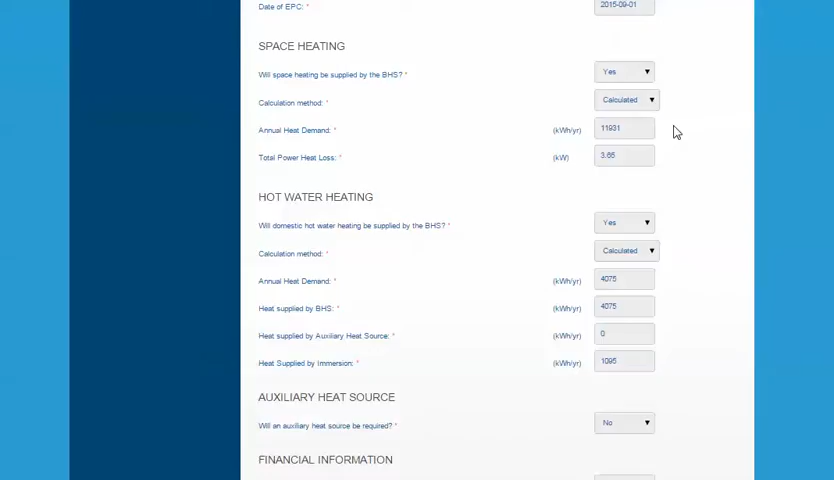 Date of EPC: * 2015-09-01
SPACE HEATING
Will space heating be supplied by the BHS? * Yes
Calculation method: * Calculated
Annual Heat Demand: * (kWh/yr) 11931
Total Power Heat Loss: * (kW) 3.65
HOT WATER HEATING
Will domestic hot water heating be supplied by the BHS? * Yes
Calculation method: * Calculated
Annual Heat Demand: * (kWh/yr) 4075
Heat supplied by BHS: * (kWh/yr) 4075
Heat supplied by Auxiliary Heat Source: * (kWh/yr) 0
Heat Supplied by Immersion: * (kWh/yr) 1095
AUXILIARY HEAT SOURCE
Will an auxiliary heat source be required? * No
FINANCIAL INFORMATION